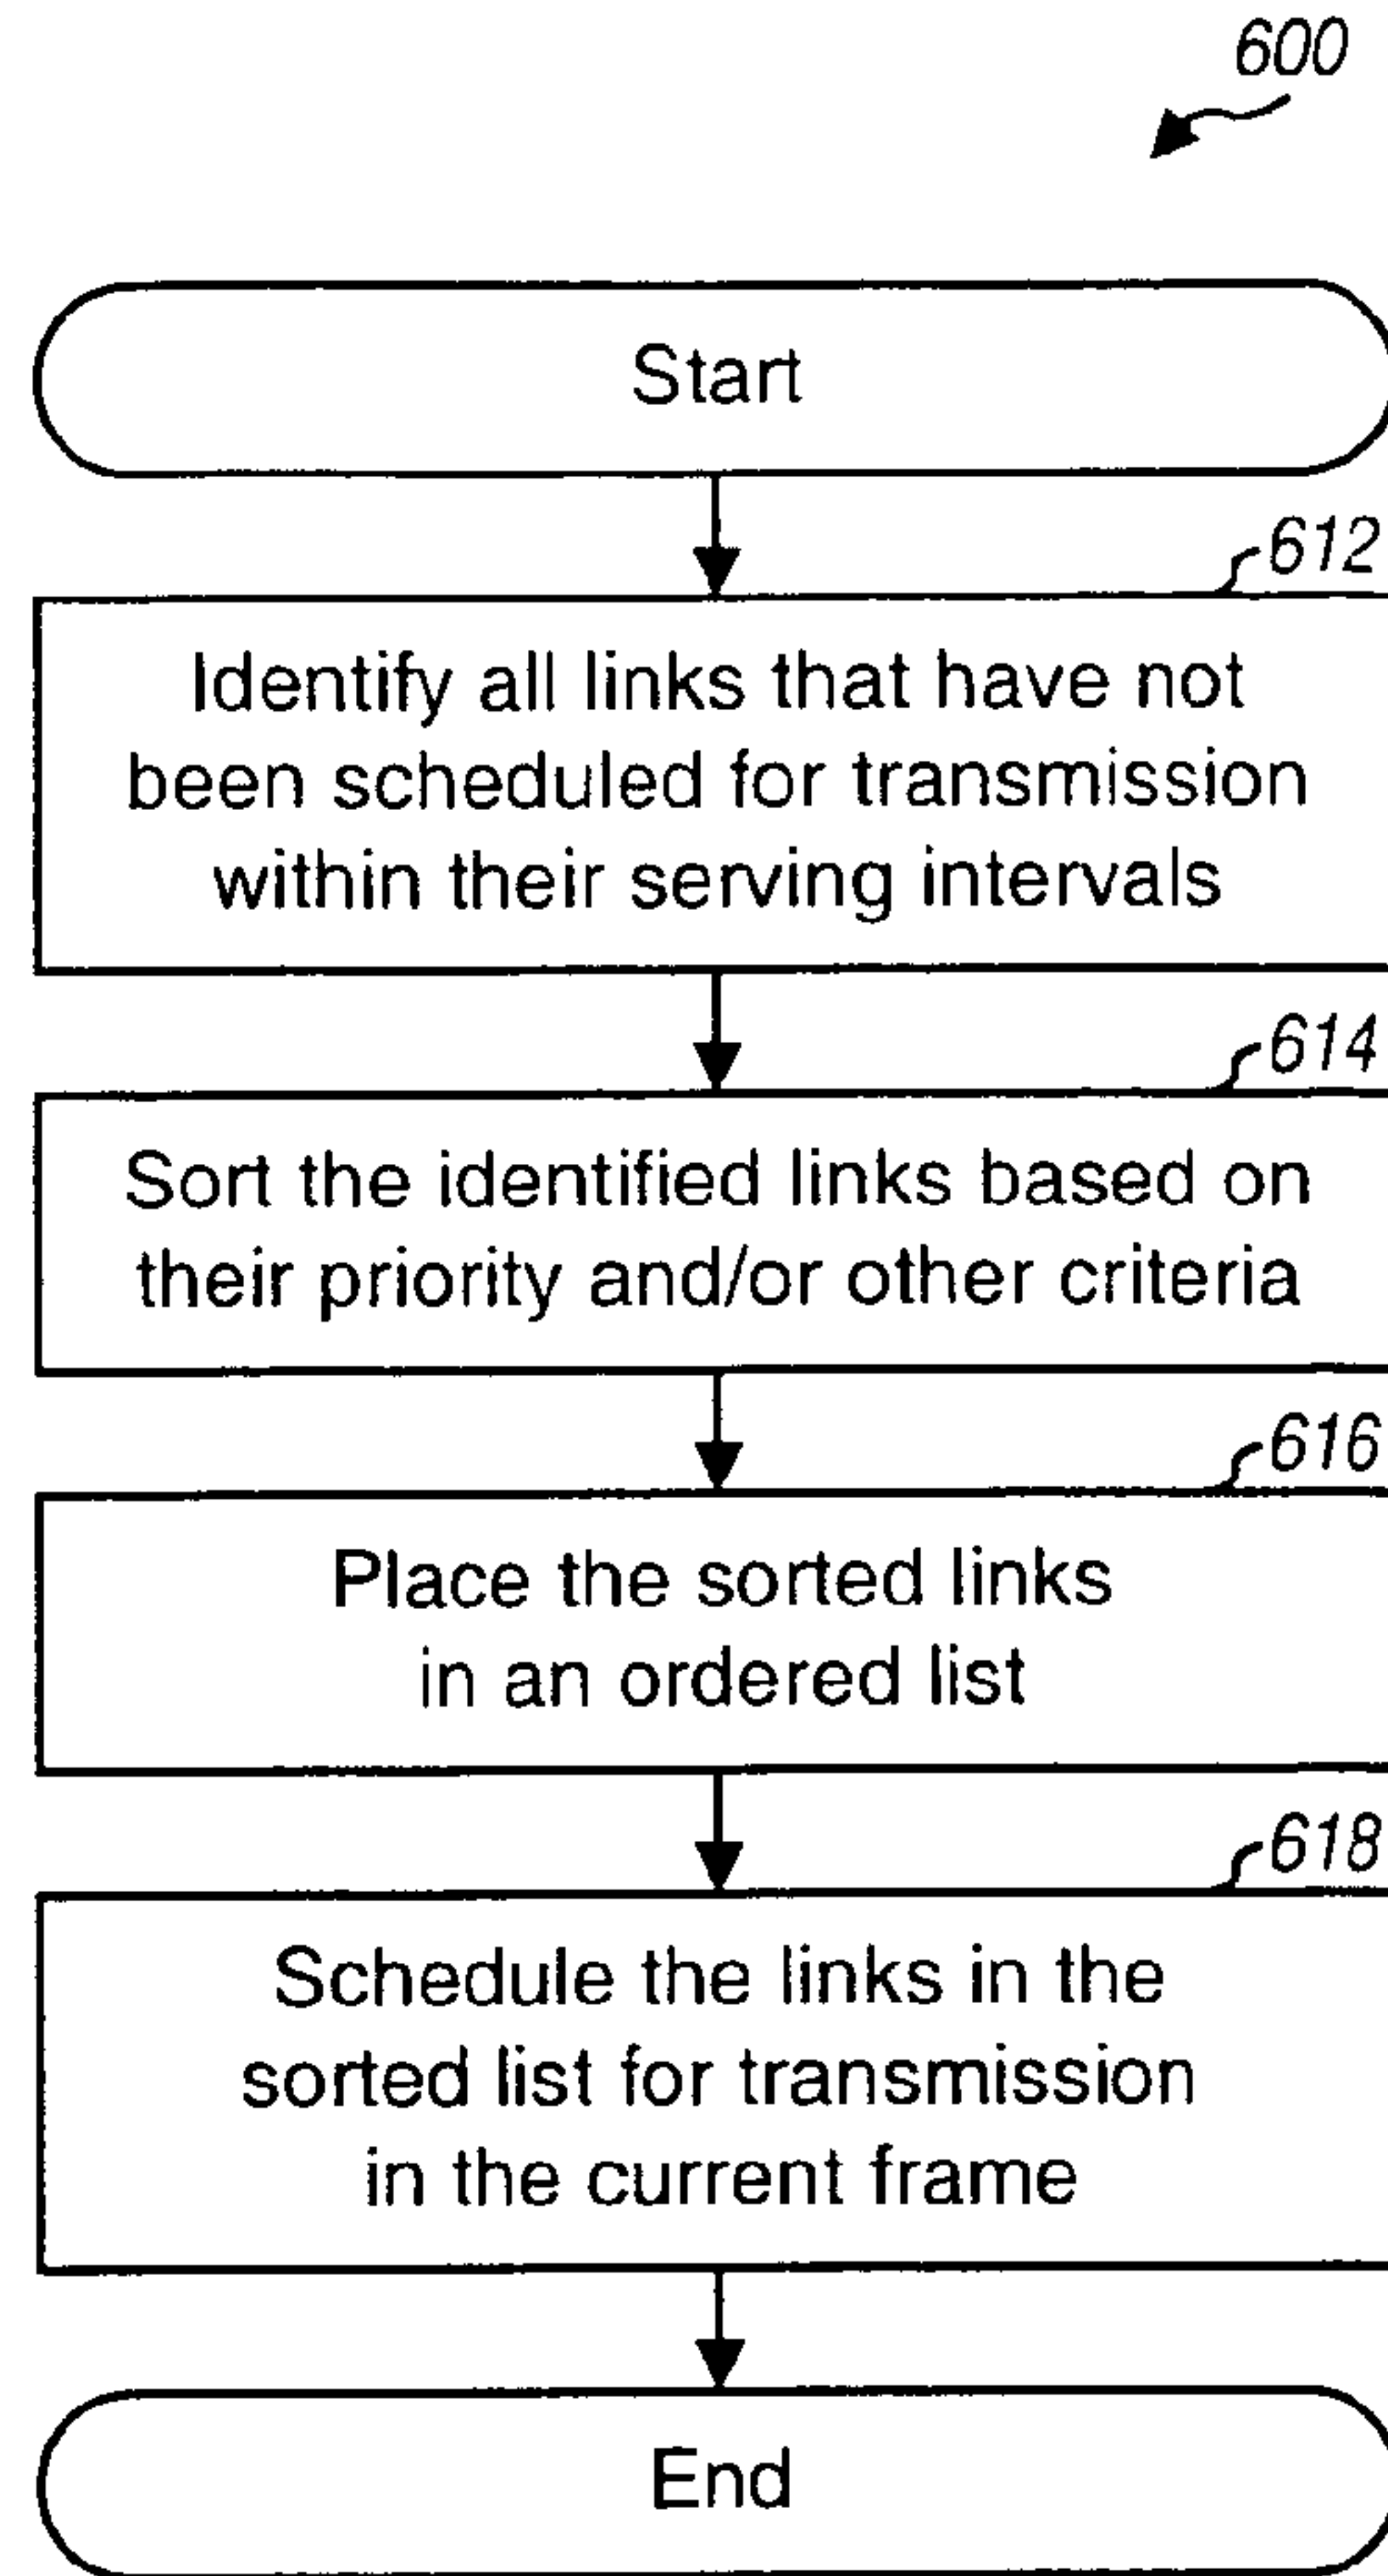 600
Start
612
Identify all links that have not
been scheduled for transmission
within their serving intervals
614
Sort the identified links based on
their priority and/or other criteria
616
Place the sorted links
in an ordered list
618
Schedule the links in the
sorted list for transmission
in the current frame
End